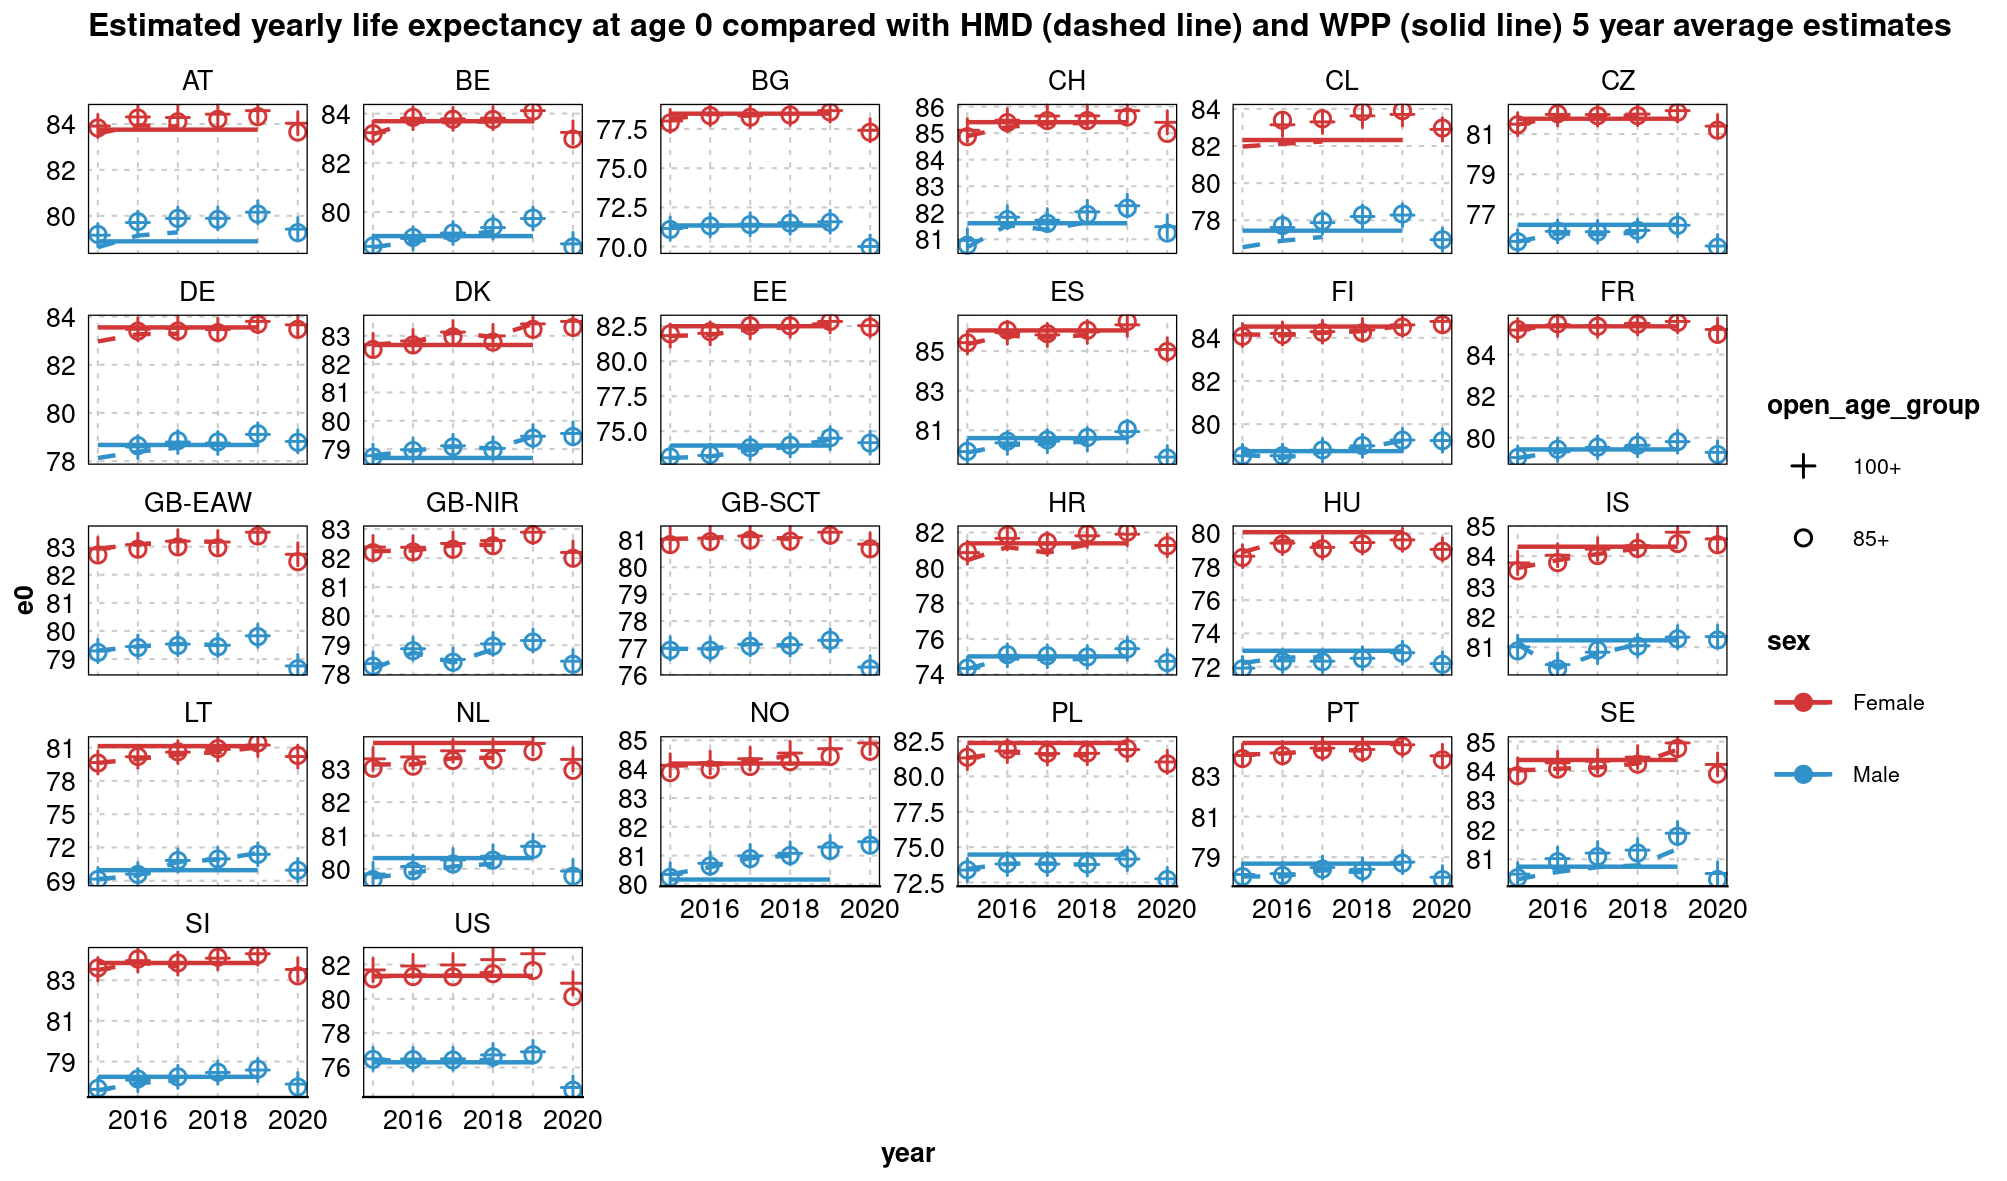 Estimated yearly life expectancy at age 0 compared with HMD (dashed line) and WPP (solid line) 5 year average estimates
AT BE BG CH CL CZ
84 82 80
84 82 80
77.5 75.0 72.5 70.0
86 85 84 83 82 81
84 82 80 78
81 79 77
DE DK EE ES FI FR
84 82 80 78
83 82 81 80 79
82.5 80.0 77.5 75.0
85 83 81
84 82 80
84 82 80
GB-EAW GB-NIR GB-SCT HR HU IS
83 82 81 80 79
83 82 81 80 79 78
81 80 79 78 77 76
82 80 78 76 74
80 78 76 74 72
85 84 83 82 81
LT NL NO PL PT SE
81 78 75 72 69
83 82 81 80
85 84 83 82 81 80
82.5 80.0 77.5 75.0 72.5
83 81 79
85 84 83 82 81
2016 2018 2020
2016 2018 2020
2016 2018 2020
2016 2018 2020
SI US
83 81 79
82 80 78 76
2016 2018 2020
2016 2018 2020
e0
year
open_age_group
100+
85+
sex
Female
Male